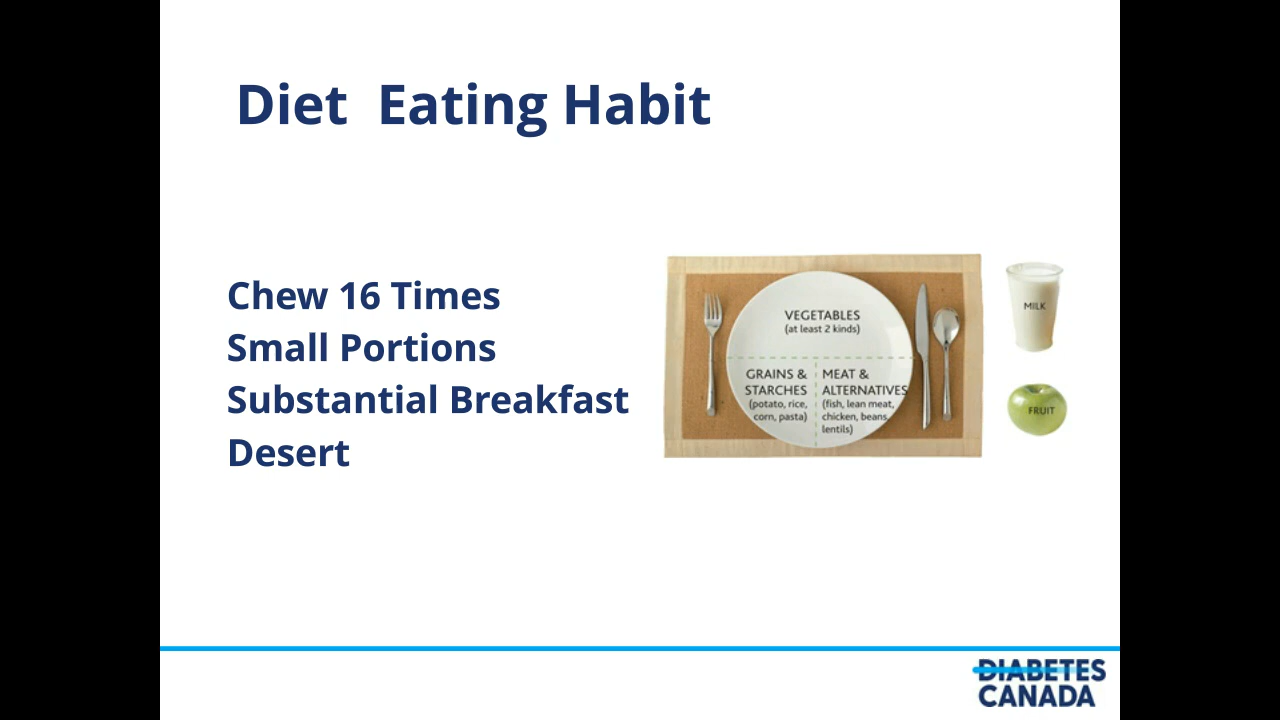 Diet  Eating Habit
Chew 16 Times
Small Portions
Substantial Breakfast
Desert
VEGETABLES
(at least 2 kinds)
GRAINS &
STARCHES
(potato, rice,
corn, pasta)
MEAT &
ALTERNATIVES
(fish, lean meat,
chicken, beans,
lentils)
MILK
FRUIT
DIABETES
CANADA